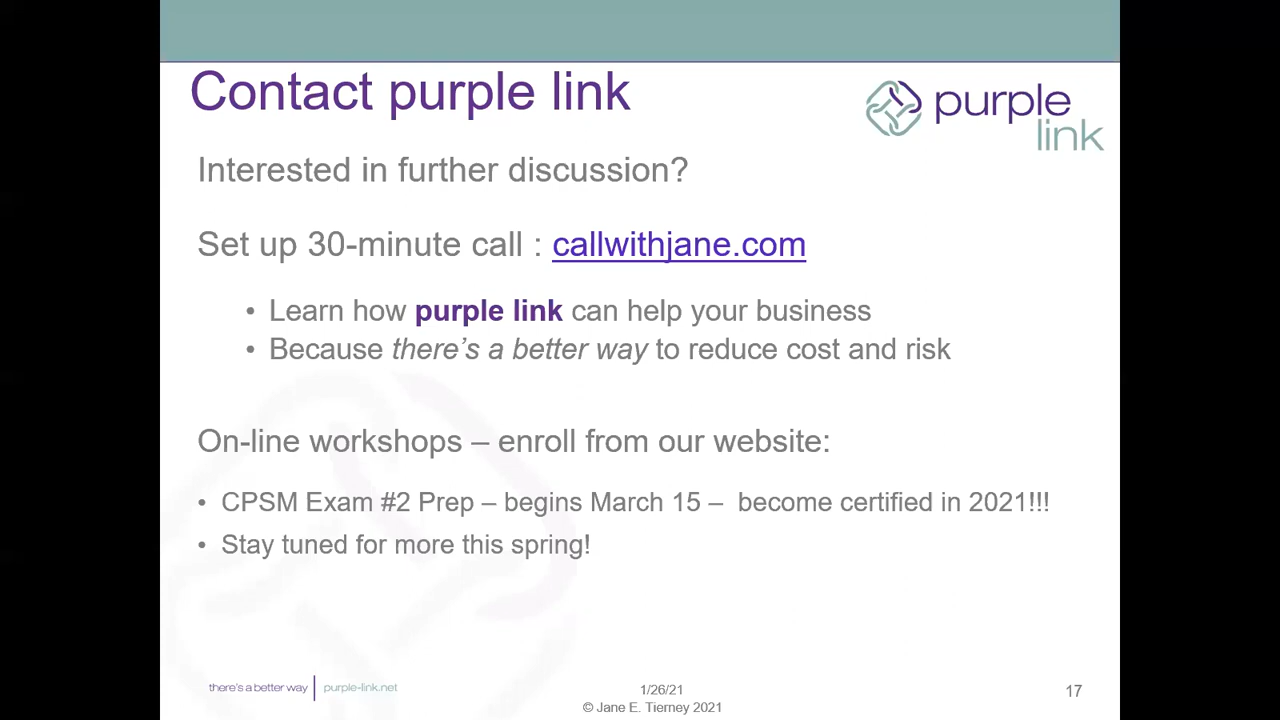 Contact purple link
purple
link
Interested in further discussion?
Set up 30-minute call : callwithjane.com
• Learn how purple link can help your business
• Because there's a better way to reduce cost and risk
On-line workshops – enroll from our website:
• CPSM Exam #2 Prep – begins March 15 – become certified in 2021!!!
• Stay tuned for more this spring!
there's a better way | purple-link.net
1/26/21
© Jane E. Tierney 2021
17